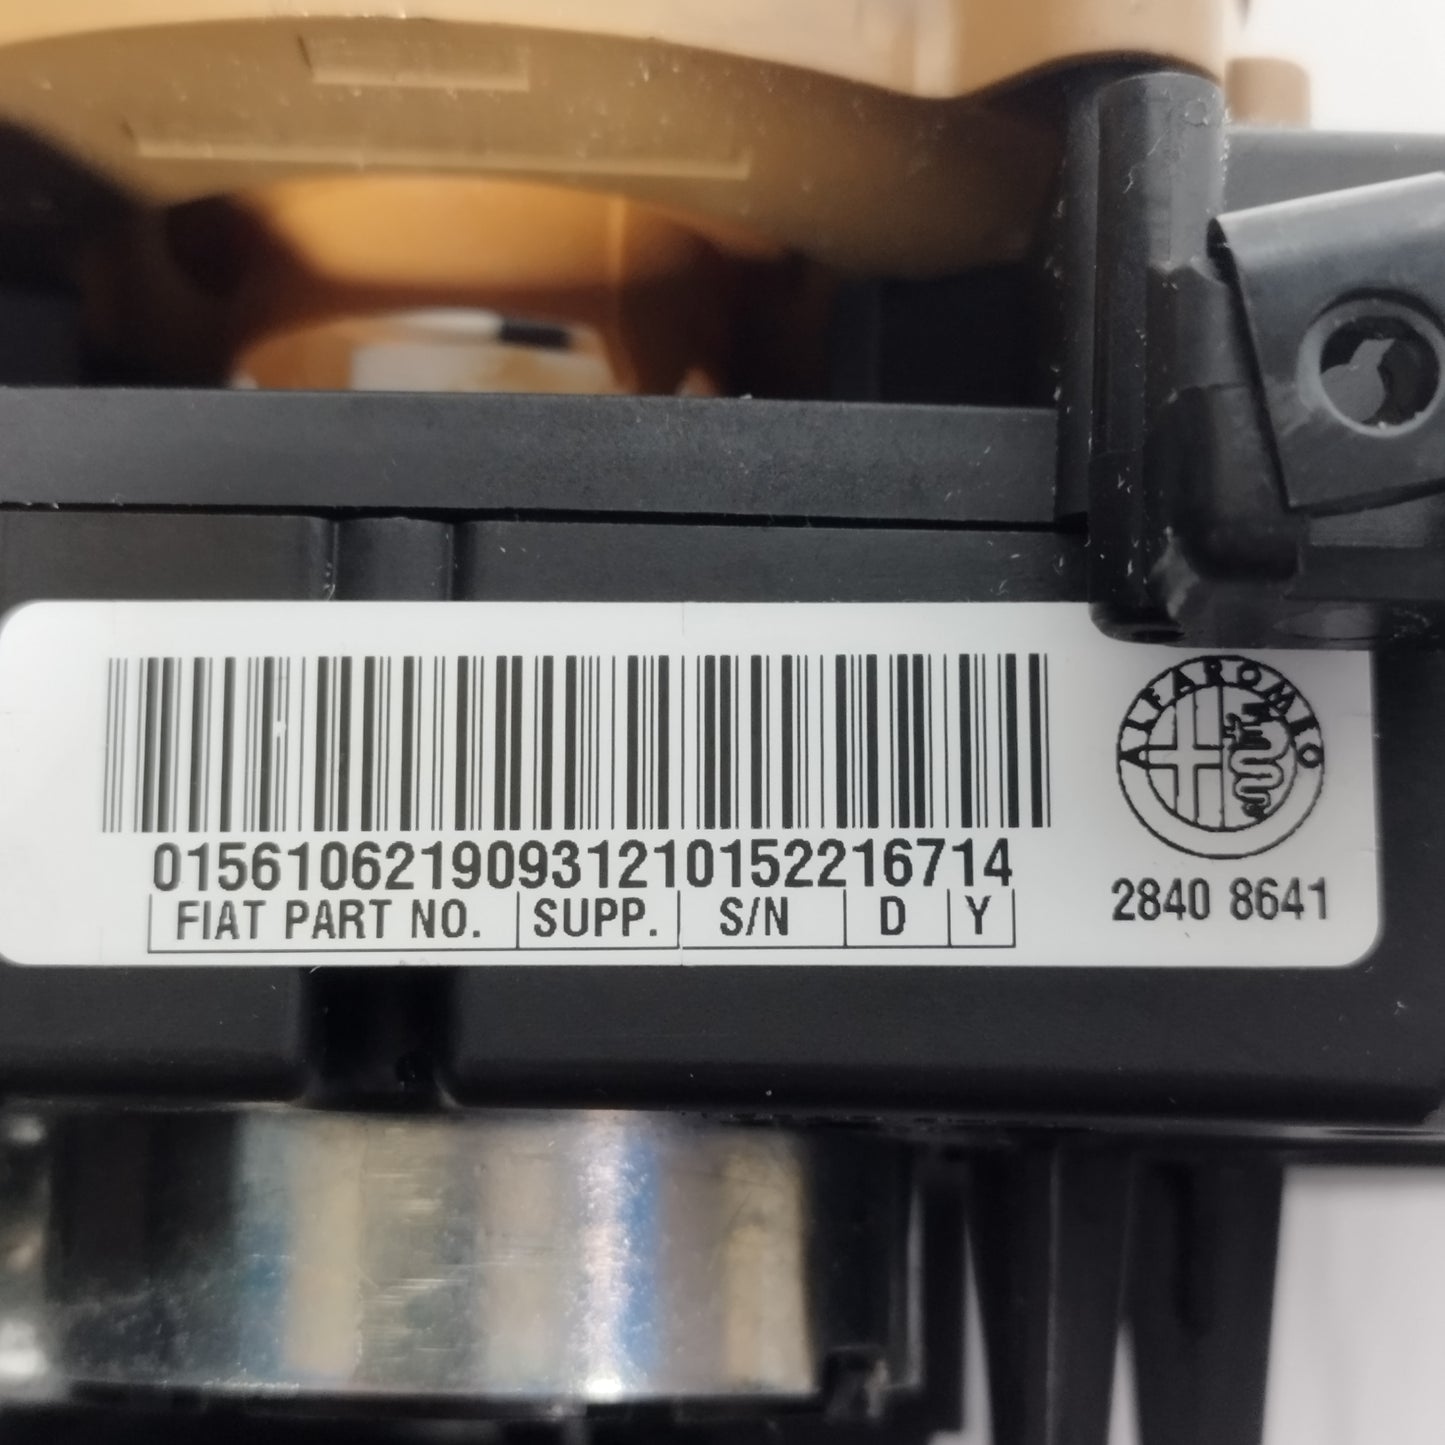 01561062190931210152216714
FIAT PART NO. SUPP. S/N D Y
ALFA ROMEO
2840 8641